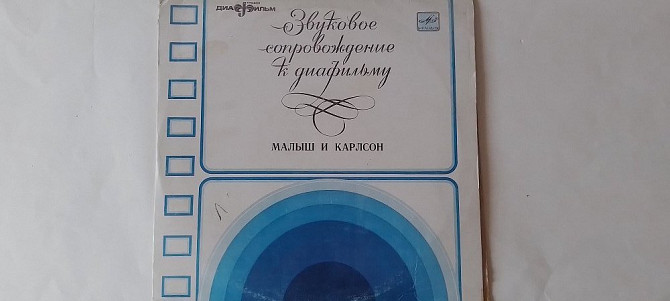 ДИАФИЛЬМ
Звуковое
сопровождение
к диафильму
МАЛЫШ И КАРЛСОН